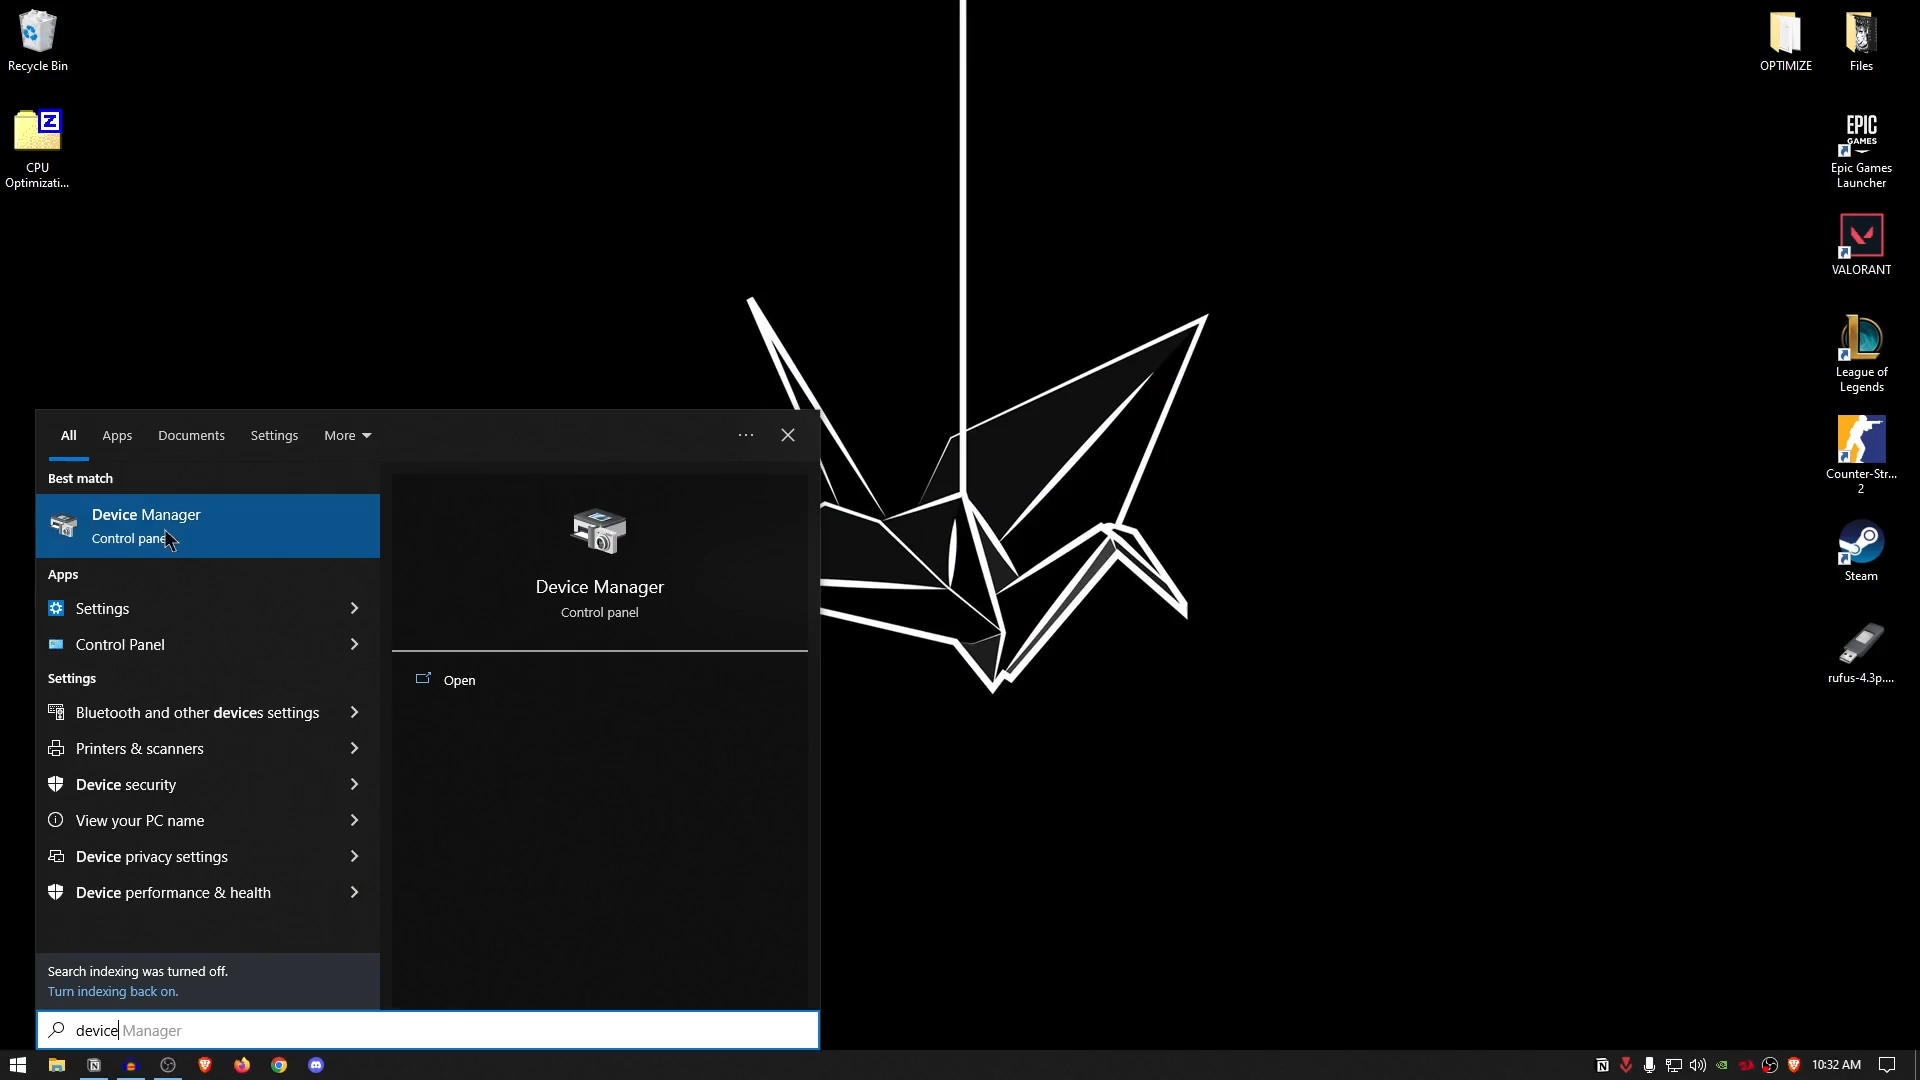 Recycle Bin
CPU
Optimizati...
OPTIMIZE
Files
EPIC
GAMES
Epic Games
Launcher
VALORANT
League of
Legends
Counter-Str...
2
Steam
rufus-4.3p....
All
Apps
Documents
Settings
More
Best match
Device Manager
Control pane
Apps
Settings
Control Panel
Settings
Bluetooth and other devices settings
Printers & scanners
Device security
View your PC name
Device privacy settings
Device performance & health
Search indexing was turned off.
Turn indexing back on.
Device Manager
Control panel
Open
device Manager
10:32 AM